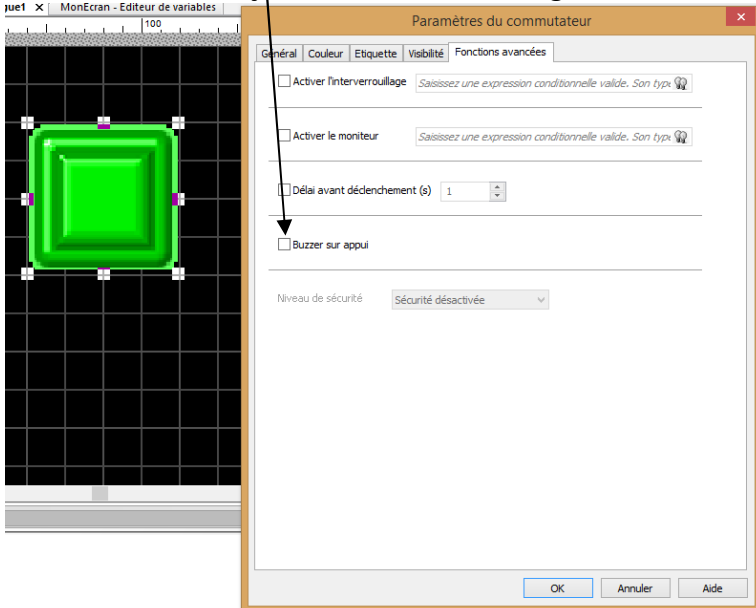 gue1 X MonEcran - Editeur de variables
100
Paramètres du commutateur
Général Couleur Etiquette Visibilité Fonctions avancées
Activer l'interverrouillage Saisissez une expression conditionnelle valide. Son type
Activer le moniteur Saisissez une expression conditionnelle valide. Son type
Délai avant déclenchement (s) 1
Buzzer sur appui
Niveau de sécurité Sécurité désactivée
OK Annuler Aide